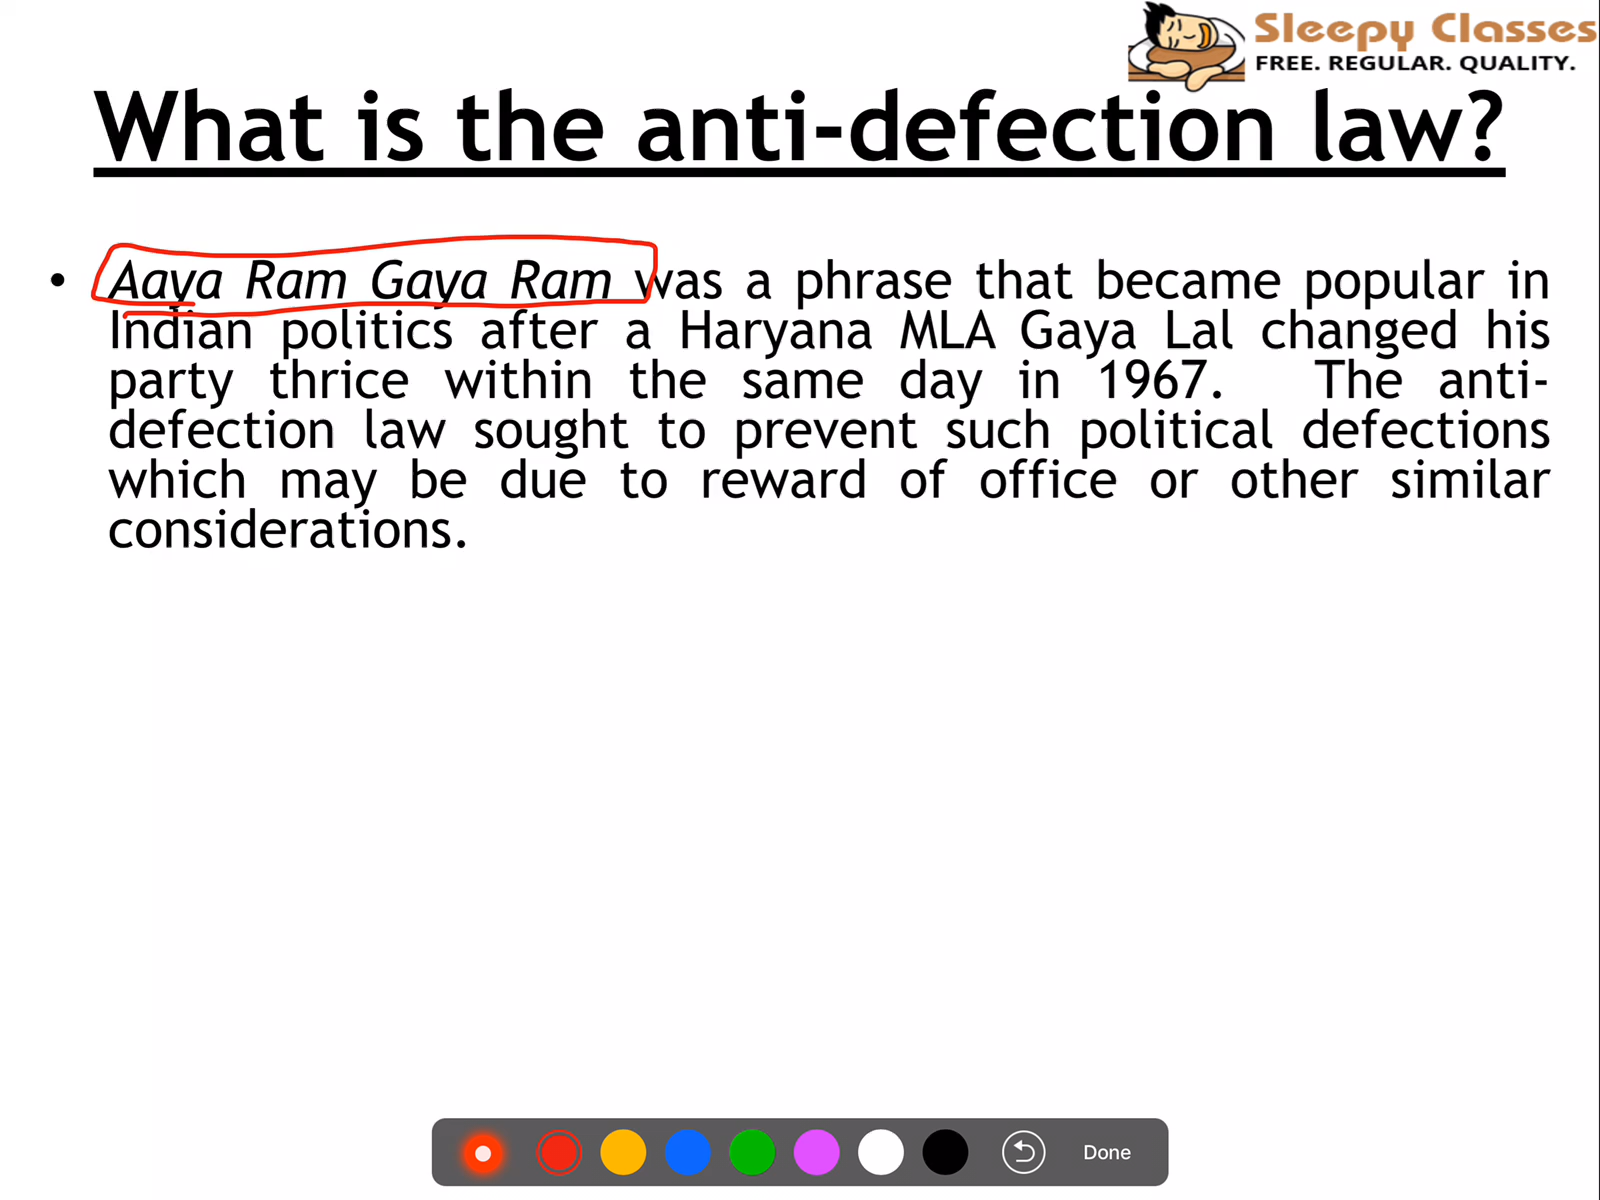 Sleepy Classes
FREE. REGULAR. QUALITY.
What is the anti-defection law?
• Aaya Ram Gaya Ram was a phrase that became popular in
Indian politics after a Haryana MLA Gaya Lal changed his
party thrice within the same day in 1967. The anti-
defection law sought to prevent such political defections
which may be due to reward of office or other similar
considerations.
Done